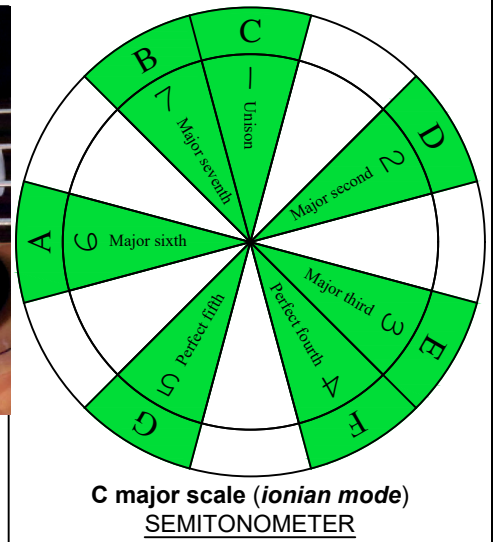 C
1 Unison
D
2 Major second
E
3 Major third
F
4 Perfect fourth
G
5 Perfect fifth
A
6 Major sixth
B
7 Major seventh
C major scale (ionian mode)
SEMITONOMETER